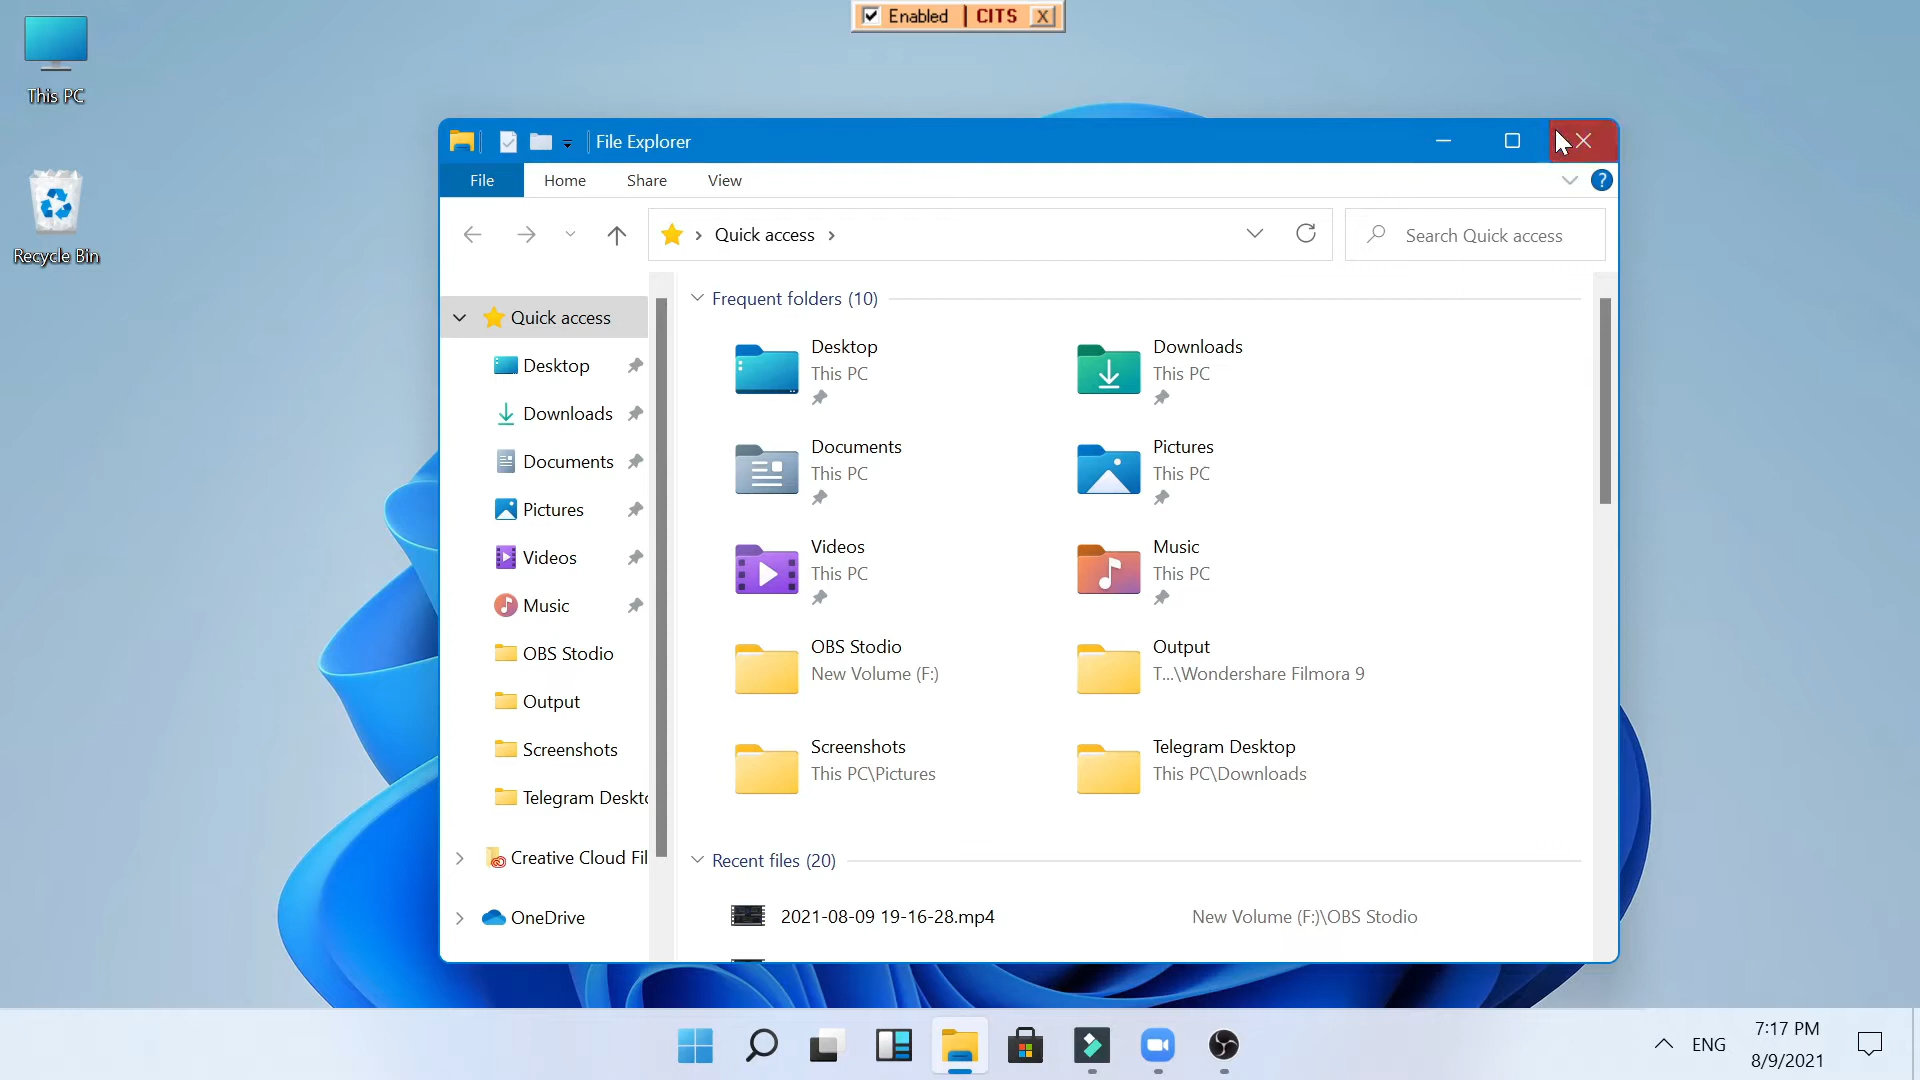 Enabled | CITS X
This PC
Recycle Bin
File Explorer
File Home Share View
?
Quick access
Search Quick access
Quick access
Desktop
Downloads
Documents
Pictures
Videos
Music
OBS Studio
Output
Screenshots
Telegram Deskto
Creative Cloud Fil
OneDrive
Frequent folders (10)
Desktop
This PC
Downloads
This PC
Documents
This PC
Pictures
This PC
Videos
This PC
Music
This PC
OBS Studio
New Volume (F:)
Output
T...\Wondershare Filmora 9
Screenshots
This PC\Pictures
Telegram Desktop
This PC\Downloads
Recent files (20)
2021-08-09 19-16-28.mp4 New Volume (F:)\OBS Studio
ENG
7:17 PM
8/9/2021